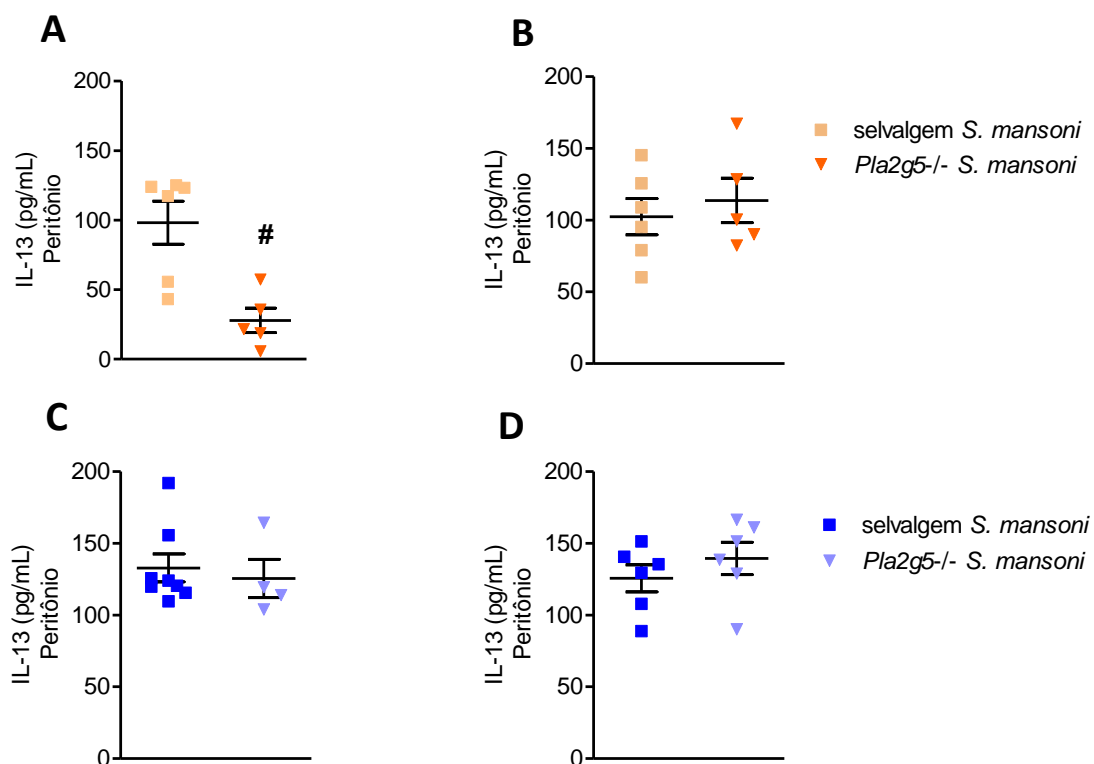 A
200
150
100
50
0
IL-13 (pg/mL)
Peritônio
#
B
200
150
100
50
0
IL-13 (pg/mL)
Peritônio
selvalgem S. mansoni
Pla2g5-/- S. mansoni
C
200
150
100
50
0
IL-13 (pg/mL)
Peritônio
D
200
150
100
50
0
IL-13 (pg/mL)
Peritônio
selvalgem S. mansoni
Pla2g5-/- S. mansoni